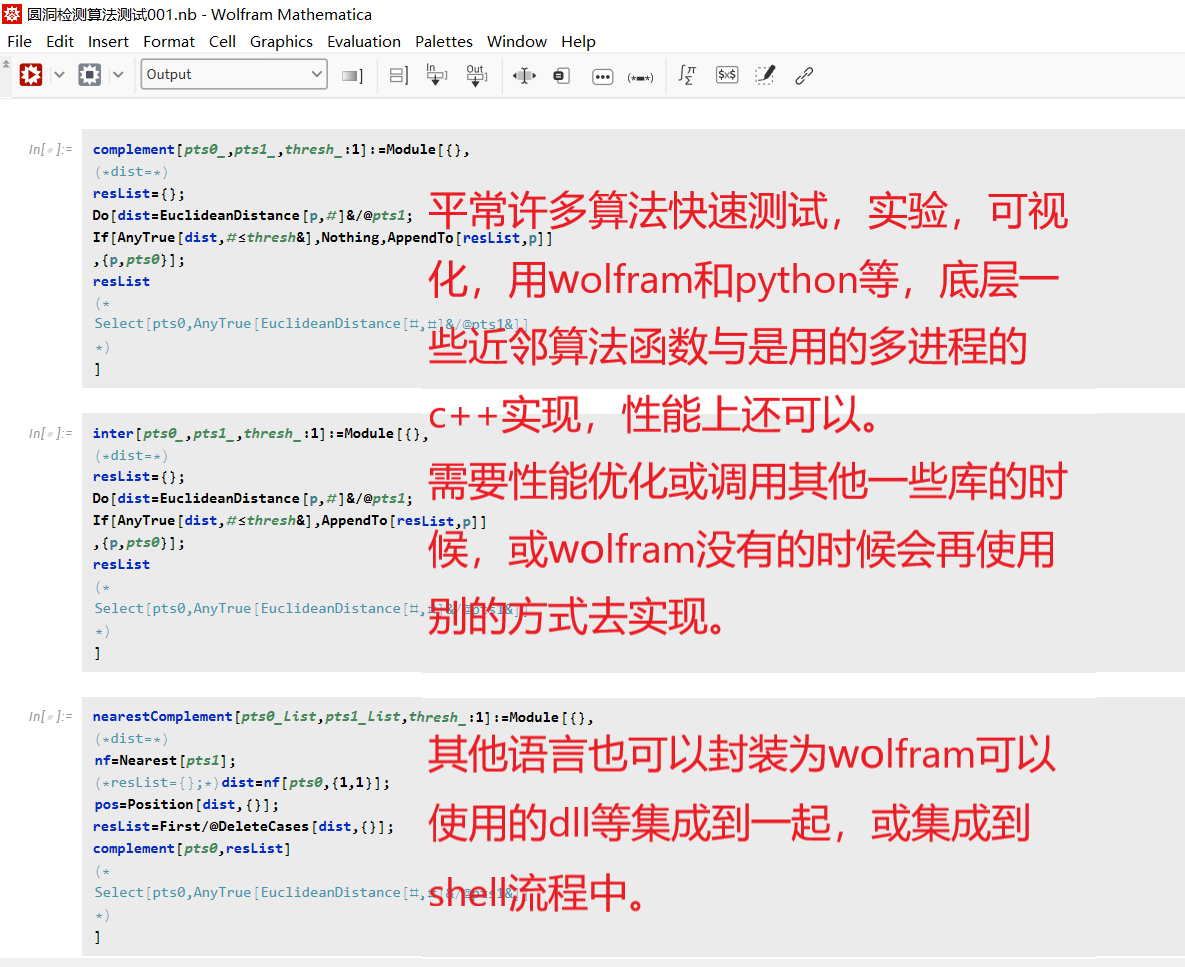 圆洞检测算法测试001.nb - Wolfram Mathematica
File Edit Insert Format Cell Graphics Evaluation Palettes Window Help
Output
In
Out
In[ ]:=
complement[pts0_,pts1_,thresh_:1]:=Module[{},
(*dist=*)
resList={};
Do[dist=EuclideanDistance[p,#]&/@pts1;
If[AnyTrue[dist,#≤thresh&],Nothing,AppendTo[resList,p]]
,{p,pts0}];
resList
(*
Select[pts0,AnyTrue[EuclideanDistance[#,#]&/@pts1&]]
*)
]
平常许多算法快速测试，实验，可视
化，用wolfram和python等，底层一
些近邻算法函数与是用的多进程的
c++实现，性能上还可以。
需要性能优化或调用其他一些库的时
候，或wolfram没有的时候会再使用
别的方式去实现。
In[ ]:=
inter[pts0_,pts1_,thresh_:1]:=Module[{},
(*dist=*)
resList={};
Do[dist=EuclideanDistance[p,#]&/@pts1;
If[AnyTrue[dist,#≤thresh&],AppendTo[resList,p]]
,{p,pts0}];
resList
(*
Select[pts0,AnyTrue[EuclideanDistance[#,#]&/@pts1&]]
*)
]
In[ ]:=
nearestComplement[pts0_List,pts1_List,thresh_:1]:=Module[{},
(*dist=*)
nf=Nearest[pts1];
(*resList={};*)dist=nf[pts0,{1,1}];
pos=Position[dist,{}];
resList=First/@DeleteCases[dist,{}];
complement[pts0,resList]
(*
Select[pts0,AnyTrue[EuclideanDistance[#,#]&/@pts1&]]
*)
]
其他语言也可以封装为wolfram可以
使用的dll等集成到一起，或集成到
shell流程中。